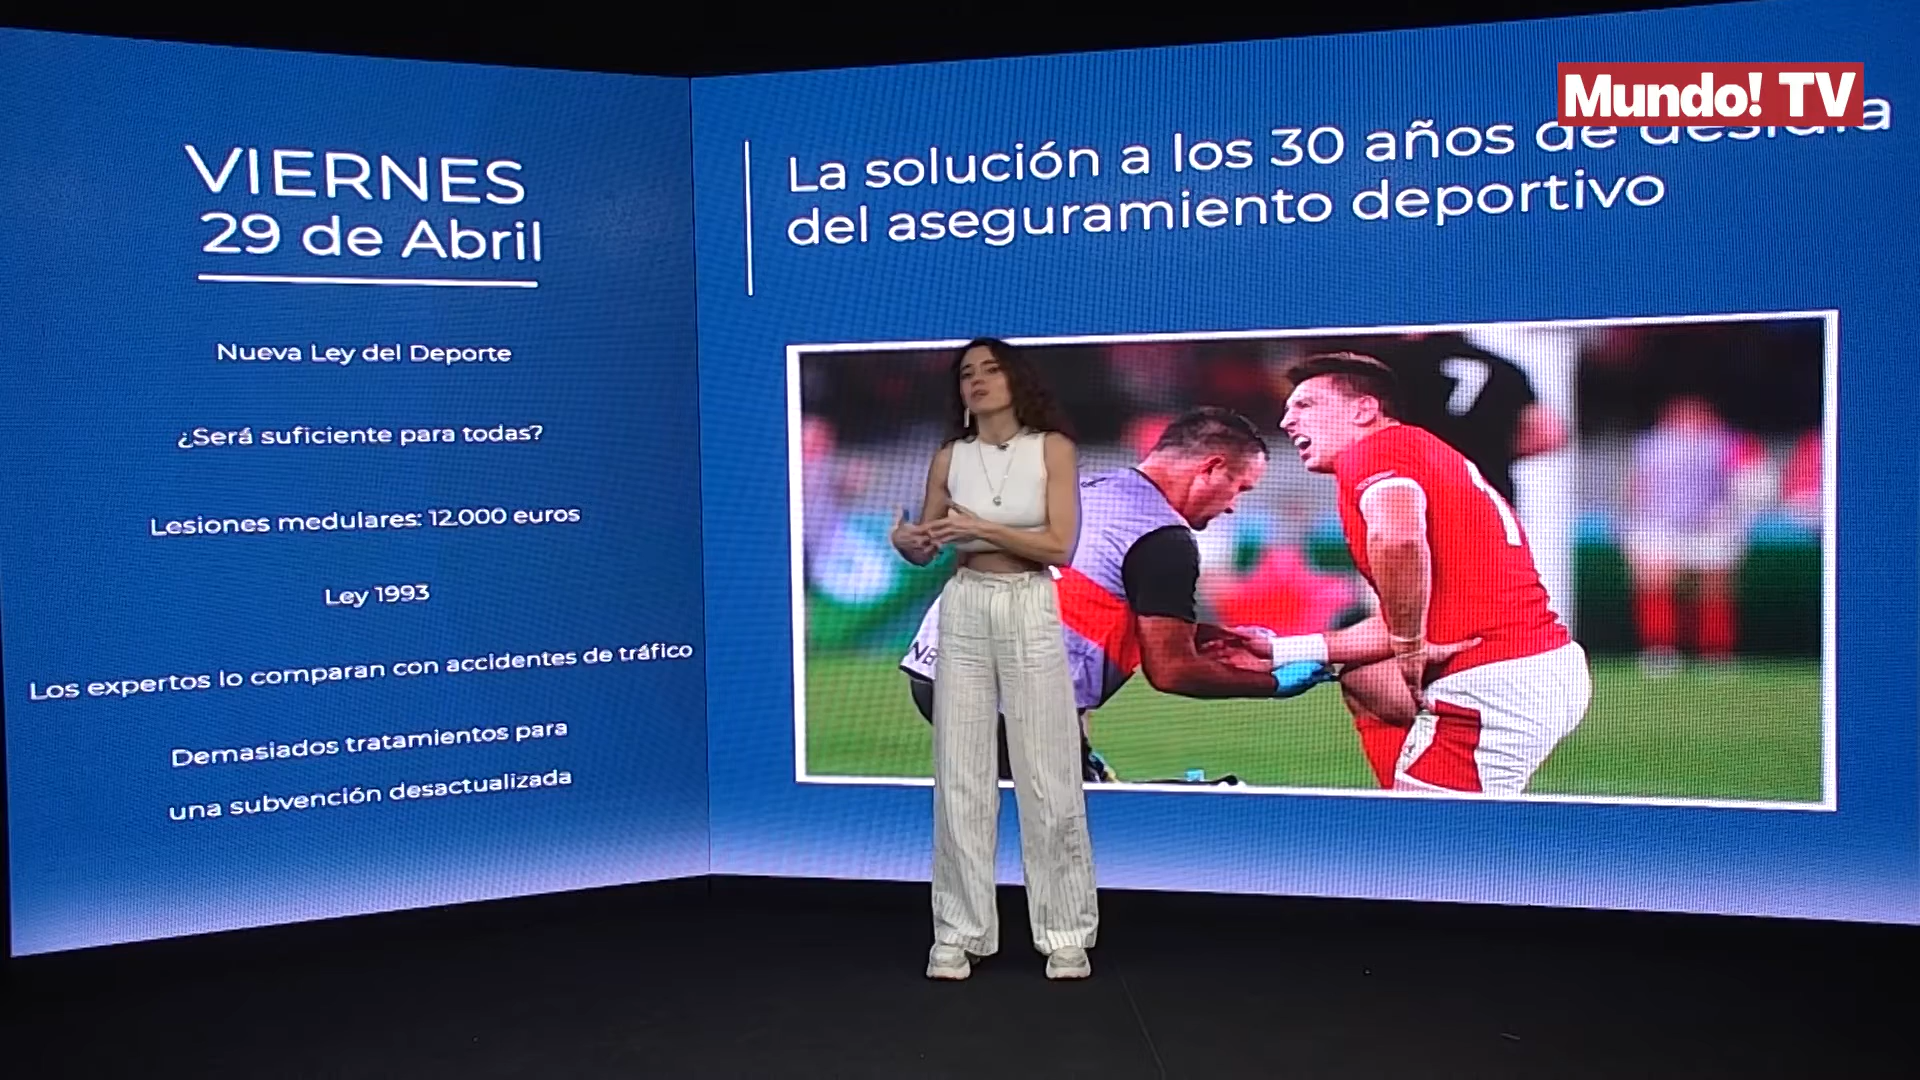 Mundo! TV
VIERNES
29 de Abril
Nueva Ley del Deporte
¿Será suficiente para todas?
Lesiones medulares: 12.000 euros
Ley 1993
Los expertos lo comparan con accidentes de tráfico
Demasiados tratamientos para
una subvención desactualizada
La solución a los 30 años de desidia
del aseguramiento deportivo